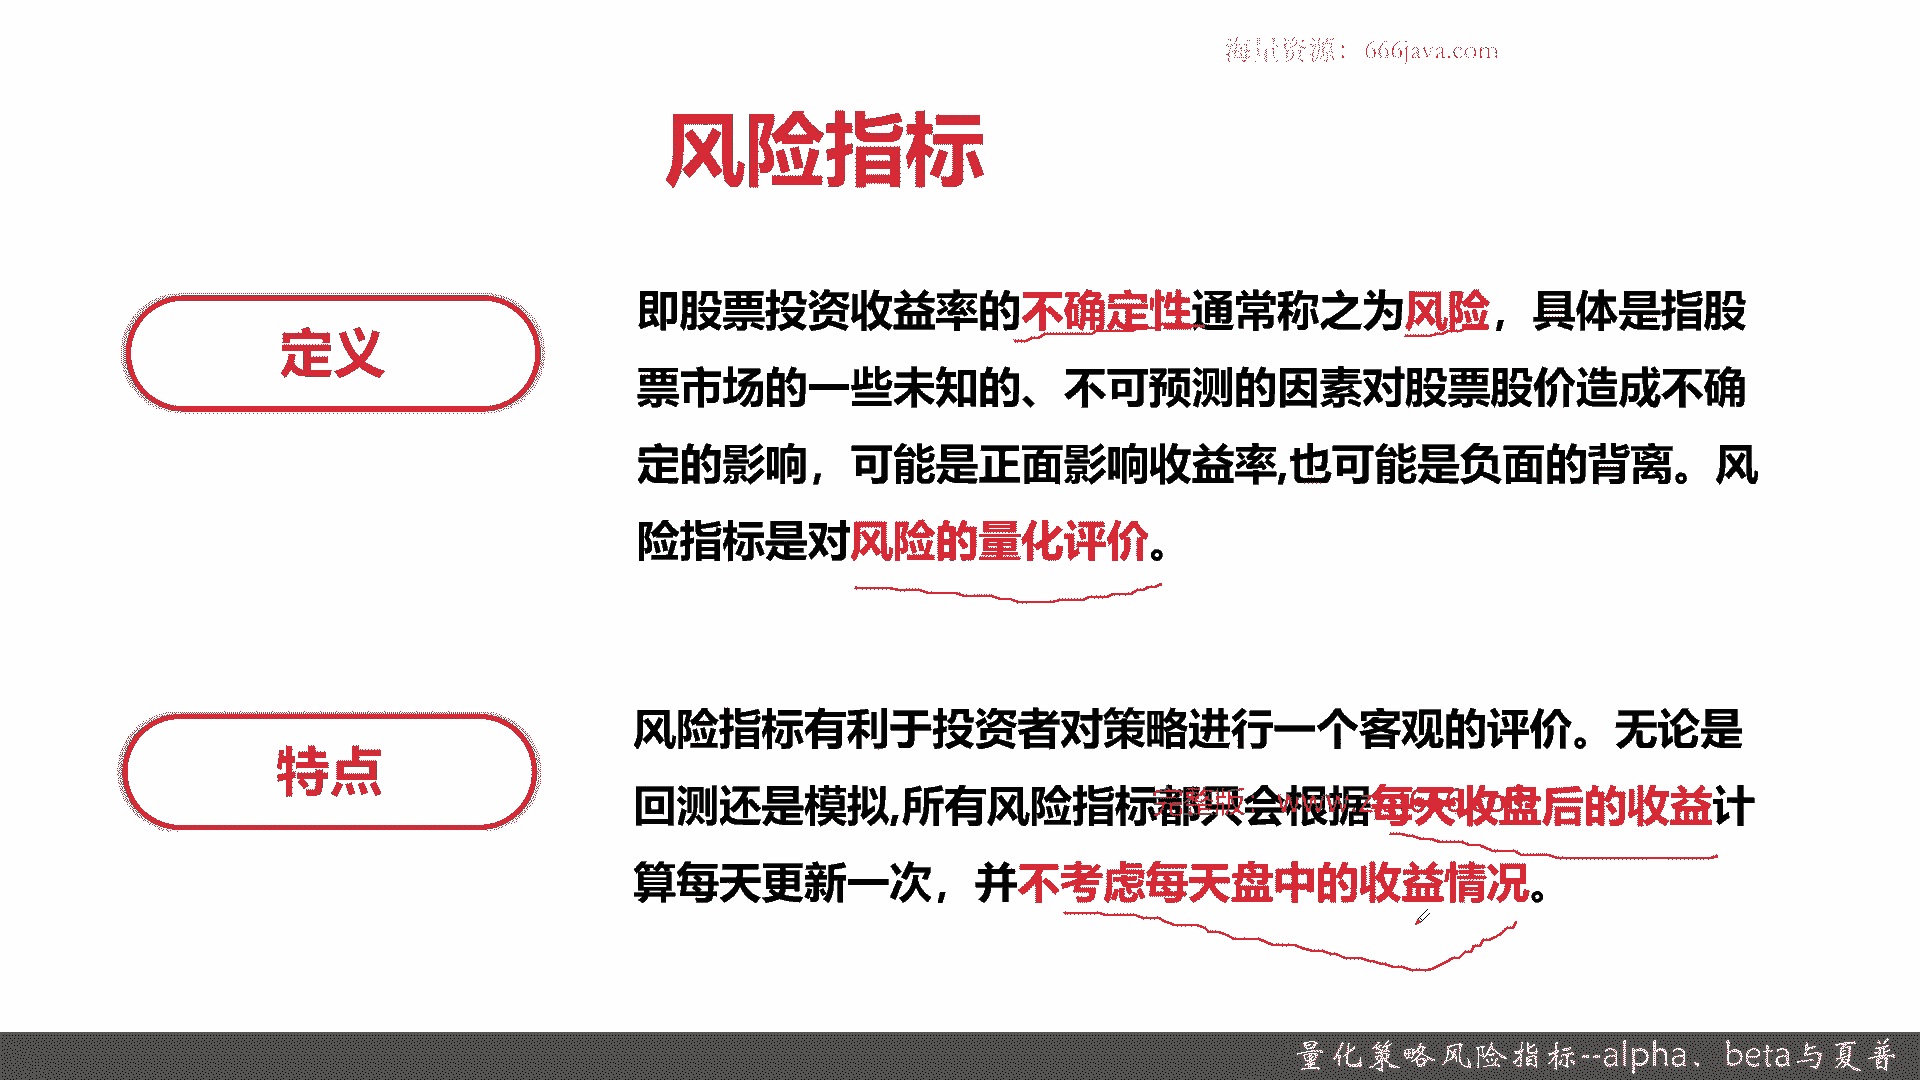 海量资源：666java.com
风险指标
定义
即股票投资收益率的不确定性通常称之为风险，具体是指股
票市场的一些未知的、不可预测的因素对股票股价造成不确
定的影响，可能是正面影响收益率,也可能是负面的背离。风
险指标是对风险的量化评价。
特点
风险指标有利于投资者对策略进行一个客观的评价。无论是
回测还是模拟,所有风险指标都只会根据每天收盘后的收益计
算每天更新一次，并不考虑每天盘中的收益情况。
完整版：
量化策略风险指标--alpha、beta与夏普